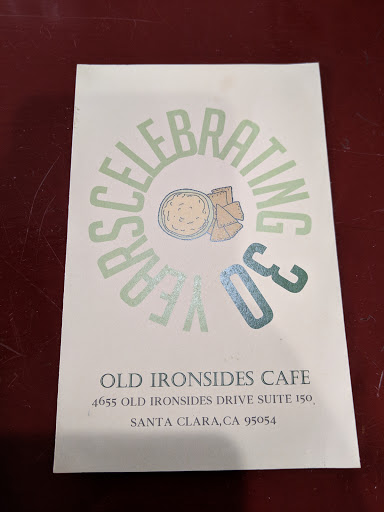 CELEBRATING
30
YEARS
OLD IRONSIDES CAFE
4655 OLD IRONSIDES DRIVE SUITE 150,
SANTA CLARA,CA 95054